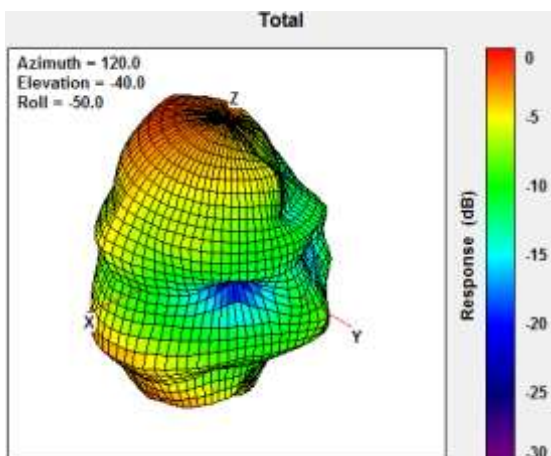 Total
Azimuth = 120.0
Elevation = -40.0
Roll = -50.0
Z
X
Y
Response (dB)
0
-5
-10
-15
-20
-25
-30